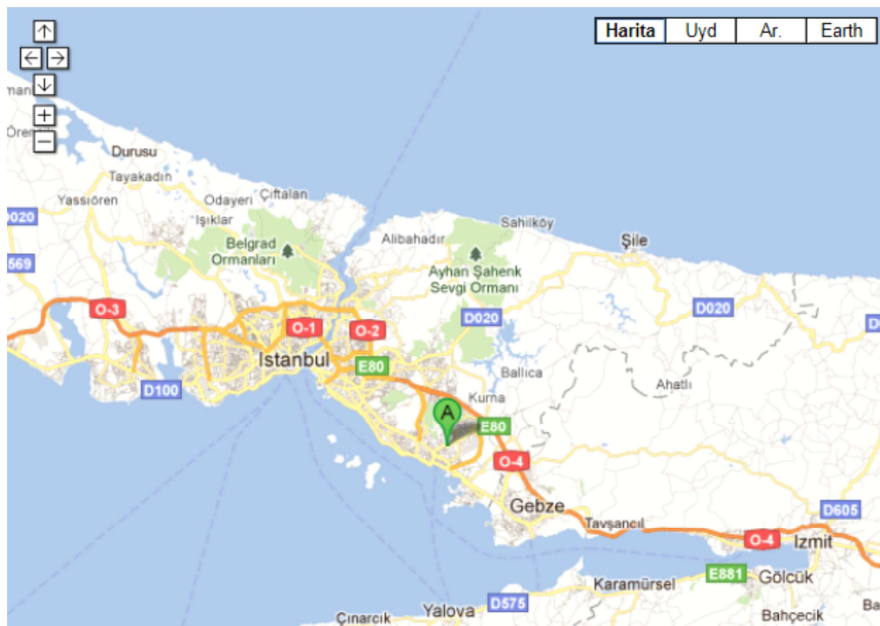 Harita Uyd Ar. Earth
Durusu
Tayakadın
Yassıören
Odayeri
Çiftalan
Işıklar
D020
569
Belgrad
Ormanları
Alibahadır
Sahilköy
Şile
Ayhan Şahenk
Sevgi Ormanı
O-3
O-1
O-2
D020
D020
Istanbul
E80
D100
Ballıca
Ahatlı
Kurna
A
E80
O-4
Gebze
Tavşancıl
D605
O-4
Izmit
E881
Gölcük
Karamürsel
D575
Yalova
Çınarcık
Bahçecik